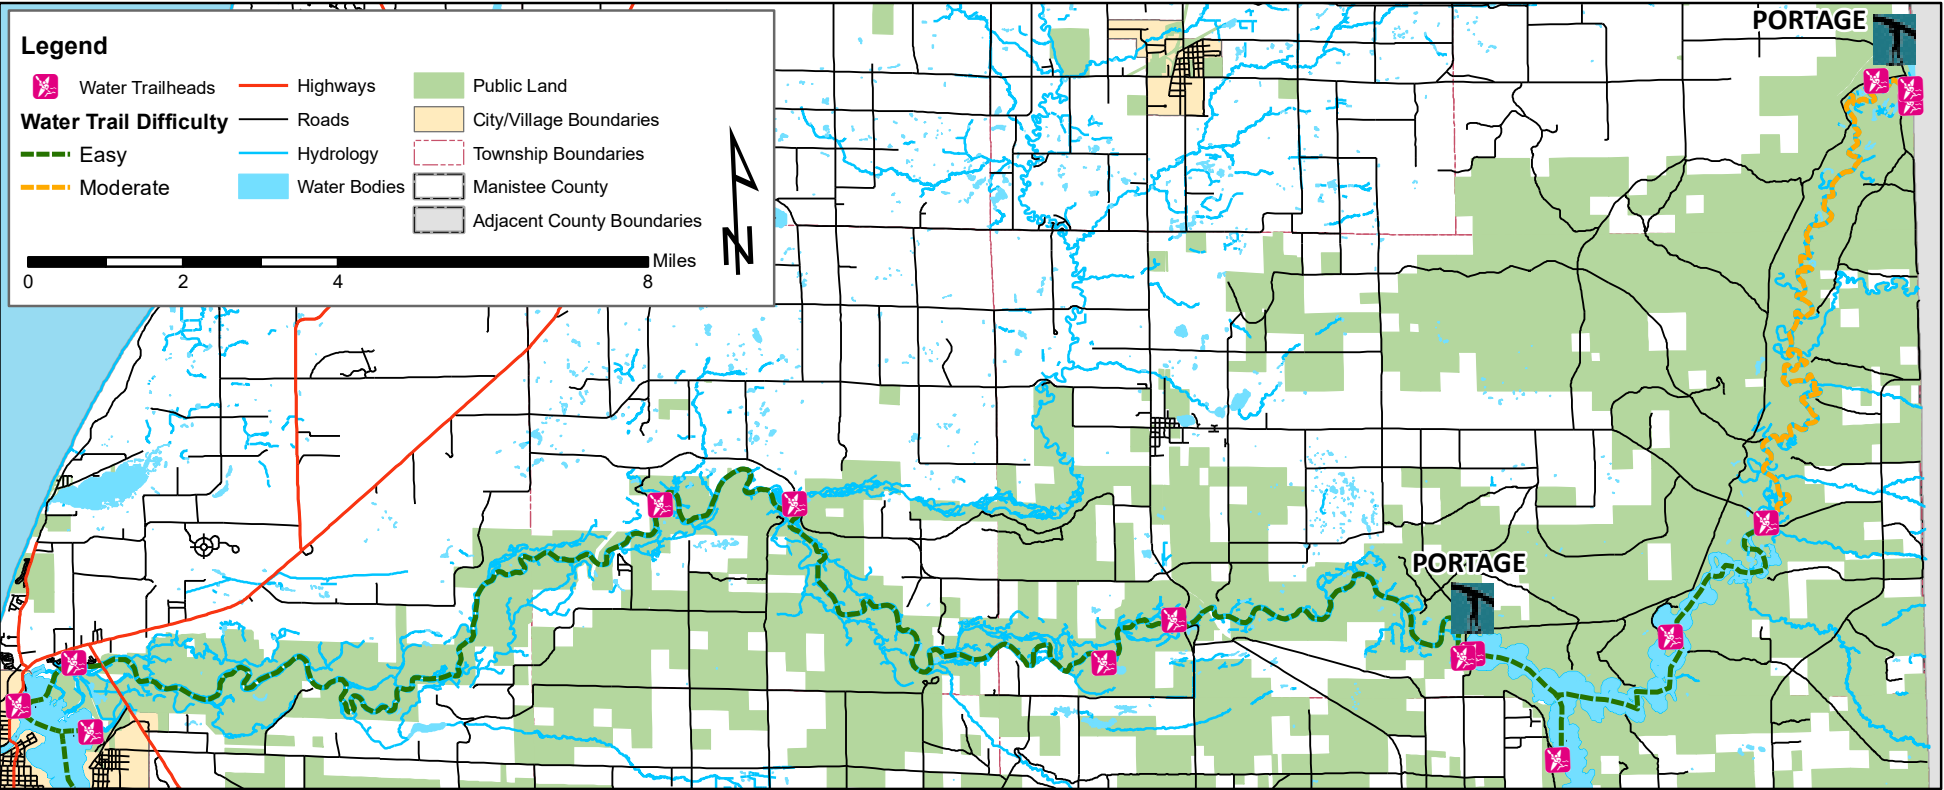 PORTAGE
Legend
Water Trailheads
Highways
Public Land
Water Trail Difficulty
Roads
City/Village Boundaries
Easy
Hydrology
Township Boundaries
Moderate
Water Bodies
Manistee County
Adjacent County Boundaries
N
Miles
0 2 4 8
PORTAGE